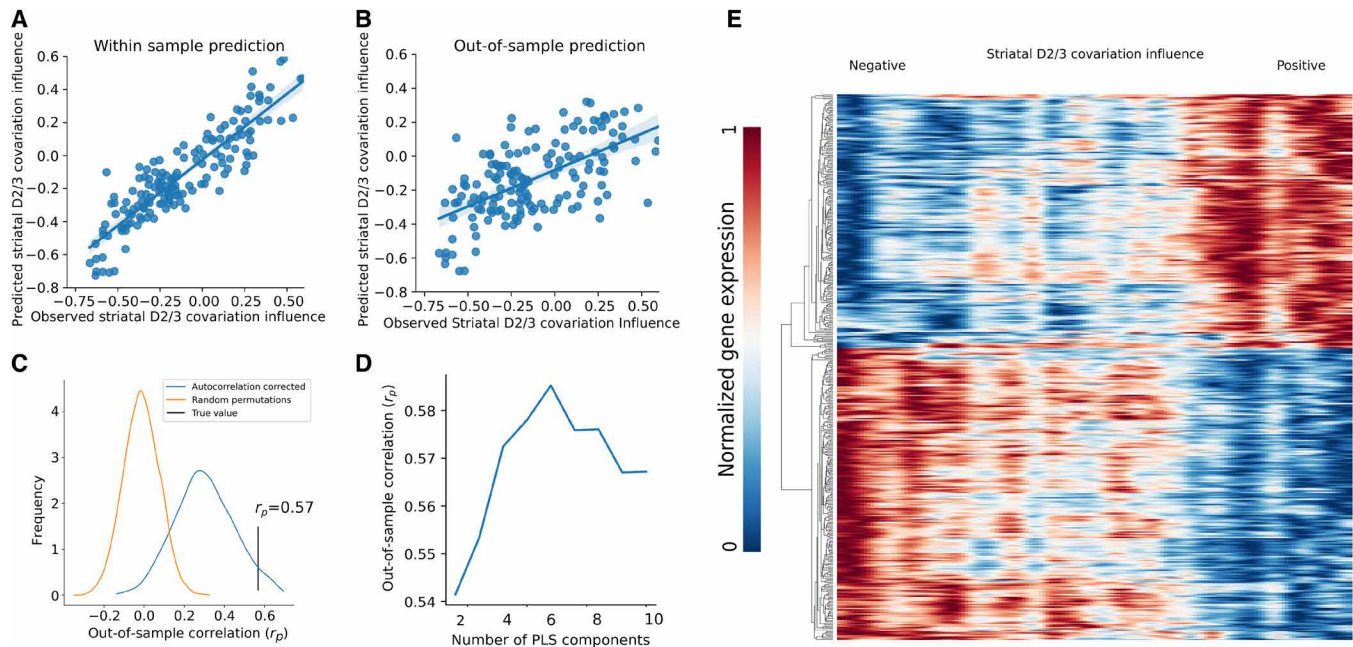 A
Within sample prediction
Predicted striatal D2/3 covariation influence
0.6
0.4
0.2
0.0
−0.2
−0.4
−0.6
−0.8
−0.75 −0.50 −0.25 0.00 0.25 0.50
Observed striatal D2/3 covariation influence
B
Out-of-sample prediction
Predicted striatal D2/3 covariation influence
0.6
0.4
0.2
0.0
−0.2
−0.4
−0.6
−0.8
−0.75 −0.50 −0.25 0.00 0.25 0.50
Observed Striatal D2/3 covariation Influence
C
Autocorrelation corrected
Random permutations
True value
Frequency
4
3
2
1
0
rp=0.57
−0.2 0.0 0.2 0.4 0.6
Out-of-sample correlation (rp)
D
Out-of-sample correlation (rp)
0.58
0.57
0.56
0.55
0.54
2 4 6 8 10
Number of PLS components
E
Striatal D2/3 covariation influence
Negative Positive
Normalized gene expression
1
0